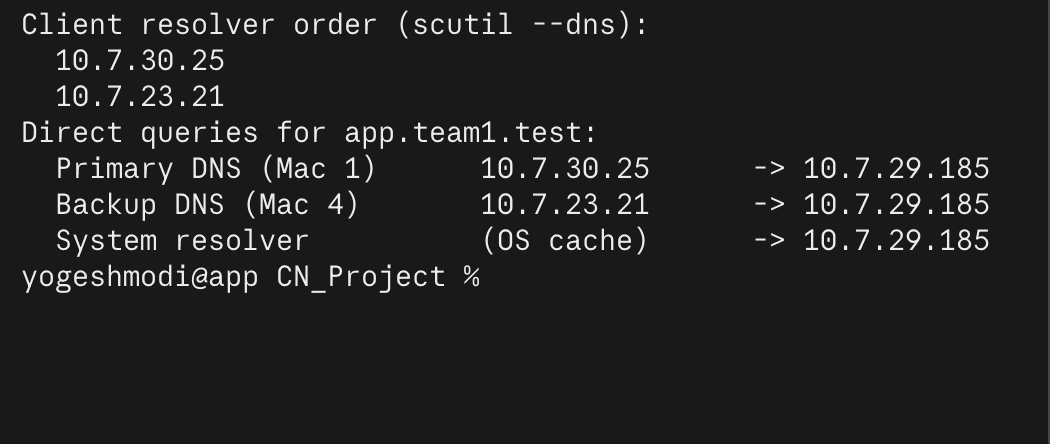 Client resolver order (scutil --dns):
  10.7.30.25
  10.7.23.21
Direct queries for app.team1.test:
  Primary DNS (Mac 1)      10.7.30.25      -> 10.7.29.185
  Backup DNS (Mac 4)       10.7.23.21      -> 10.7.29.185
  System resolver          (OS cache)      -> 10.7.29.185
yogeshmodi@app CN_Project %